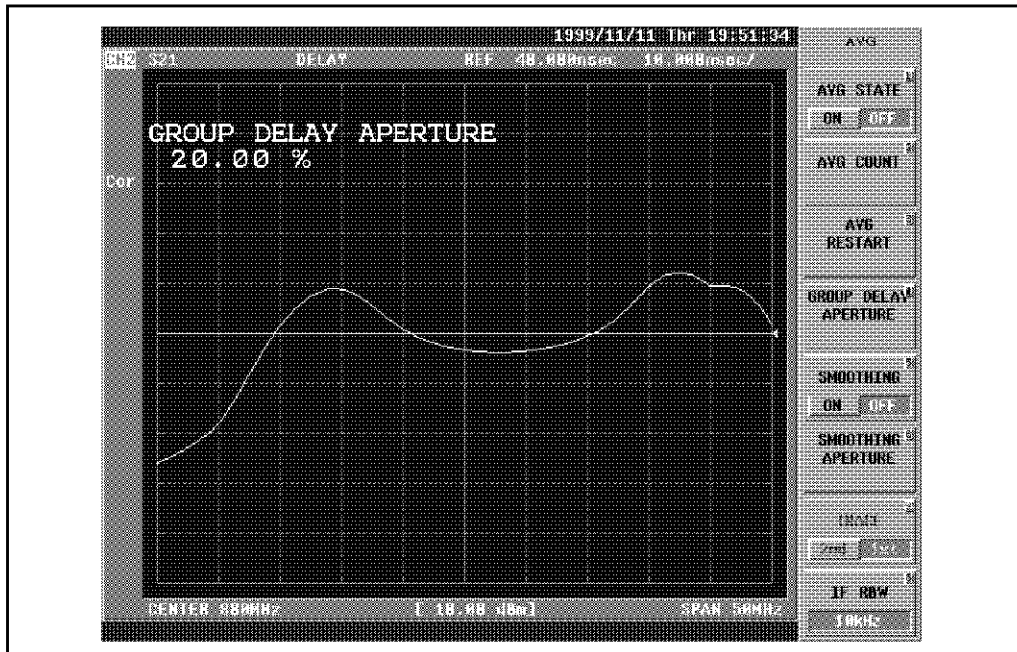 1999/11/11 Thr 19:51:34
CH2 S21 DELAY REF 40.000nsec 10.000nsec/
GROUP DELAY APERTURE
20.00 %
Cor
CENTER 880MHz [ 10.00 dBm] SPAN 50MHz
AVG
AVG STATE
ON OFF
AVG COUNT
AVG
RESTART
GROUP DELAY
APERTURE
SMOOTHING
ON OFF
SMOOTHING
APERTURE
2nd 1st
IF RBW
10kHz